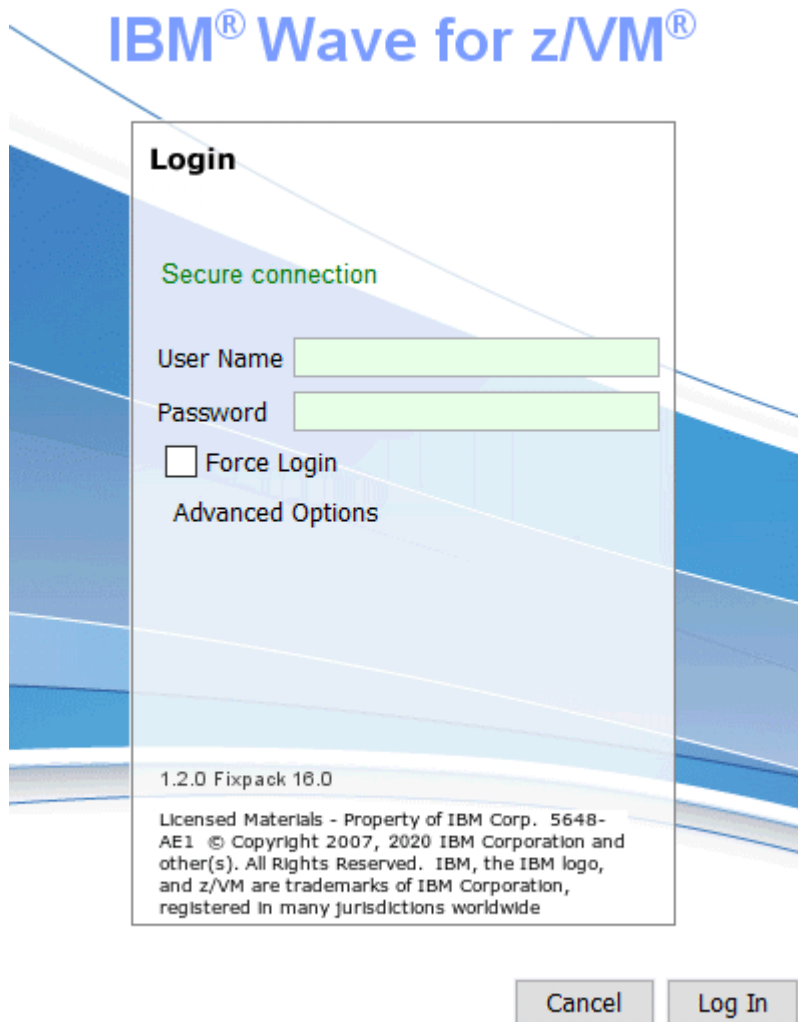 IBM® Wave for z/VM®
Login
Secure connection
User Name
Password
Force Login
Advanced Options
1.2.0 Fixpack 16.0
Licensed Materials - Property of IBM Corp.  5648-
AE1  © Copyright 2007, 2020 IBM Corporation and
other(s). All Rights Reserved.  IBM, the IBM logo,
and z/VM are trademarks of IBM Corporation,
registered in many jurisdictions worldwide
Cancel
Log In